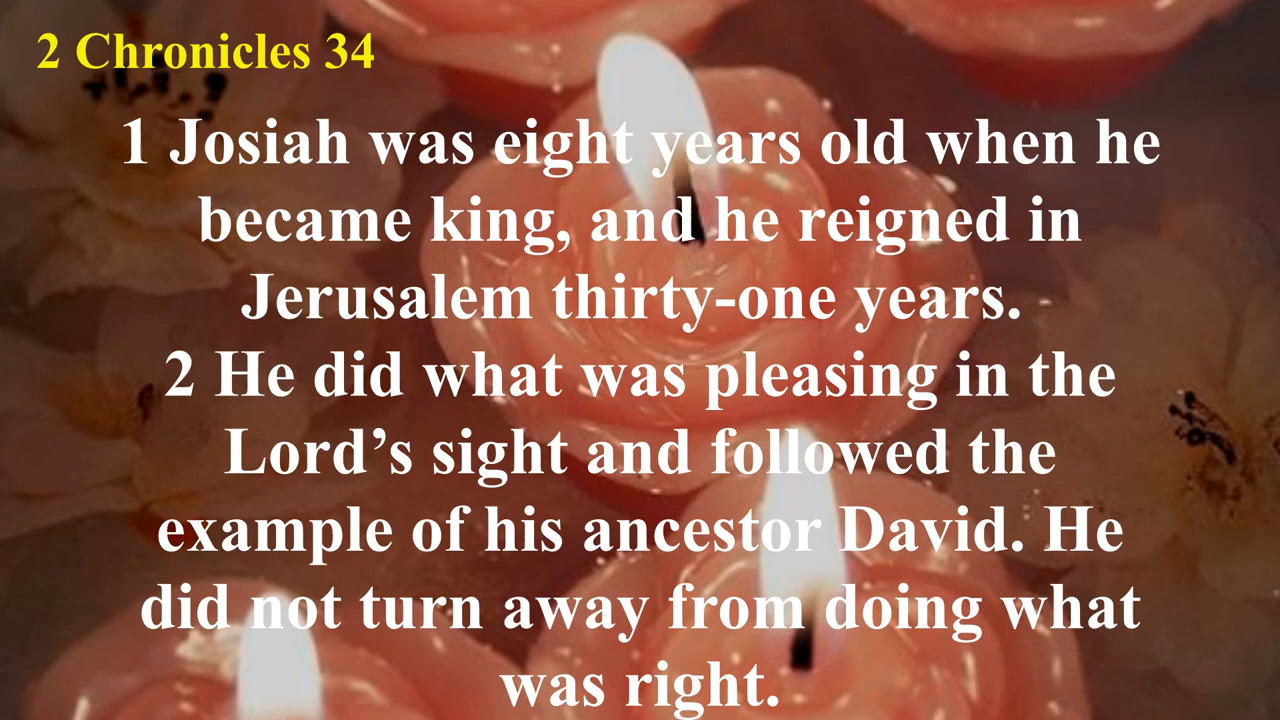 2 Chronicles 34
1 Josiah was eight years old when he
became king, and he reigned in
Jerusalem thirty-one years.
2 He did what was pleasing in the
Lord’s sight and followed the
example of his ancestor David. He
did not turn away from doing what
was right.